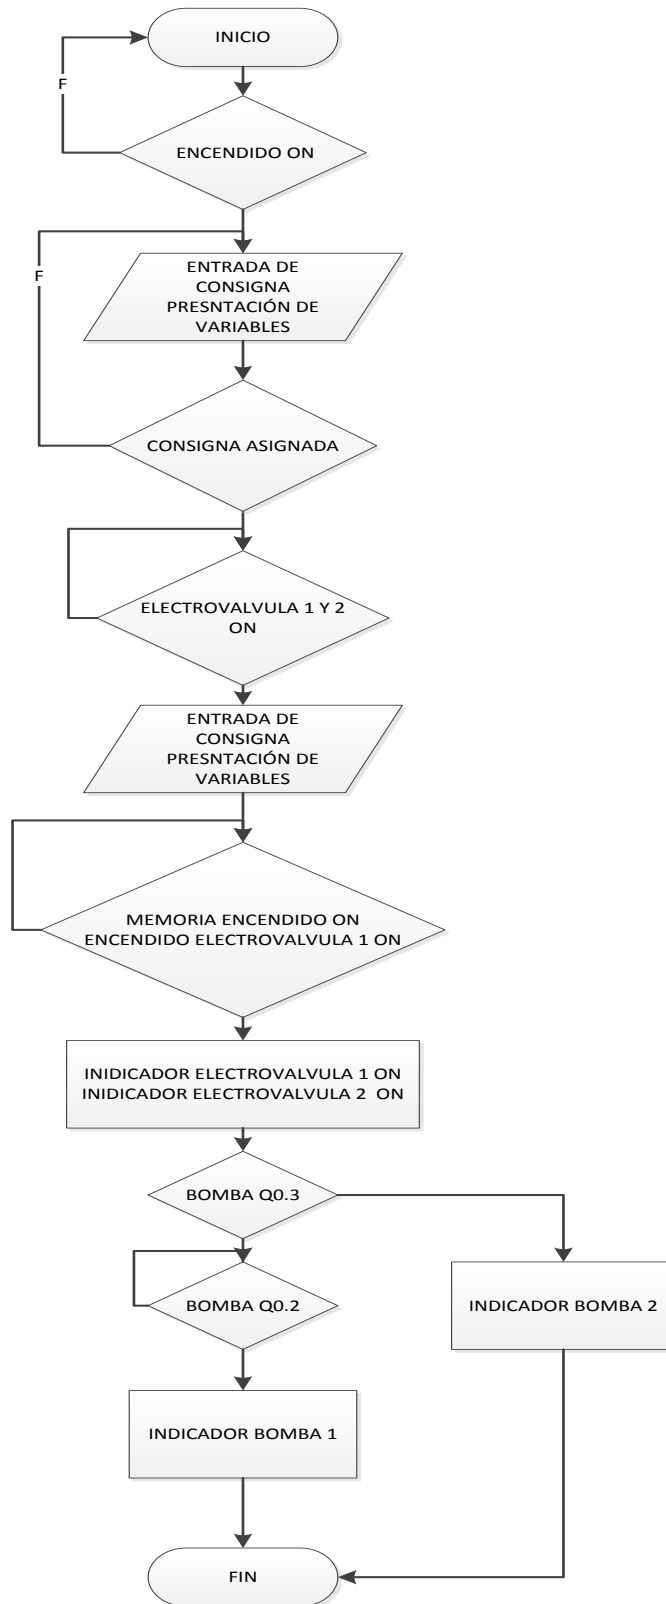 INICIO
F
ENCENDIDO ON
F
ENTRADA DE
CONSIGNA
PRESNTACIÓN DE
VARIABLES
CONSIGNA ASIGNADA
ELECTROVALVULA 1 Y 2
ON
ENTRADA DE
CONSIGNA
PRESNTACIÓN DE
VARIABLES
MEMORIA ENCENDIDO ON
ENCENDIDO ELECTROVALVULA 1 ON
INIDICADOR ELECTROVALVULA 1 ON
INIDICADOR ELECTROVALVULA 2 ON
BOMBA Q0.3
BOMBA Q0.2
INDICADOR BOMBA 2
INDICADOR BOMBA 1
FIN